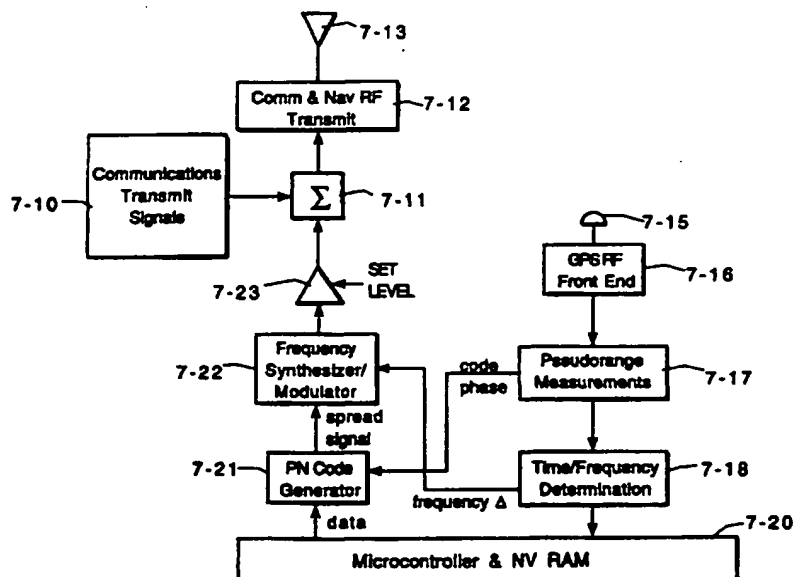 7-13
Comm & Nav RF
Transmit
7-12
Communications
Transmit
Signals
7-10
Σ
7-11
7-15
GPS RF
Front End
7-16
7-23
SET
LEVEL
Frequency
Synthesizer/
Modulator
7-22
code
phase
Pseudorange
Measurements
7-17
spread
signal
7-21
PN Code
Generator
Time/Frequency
Determination
7-18
frequency Δ
data
7-20
Microcontroller & NV RAM